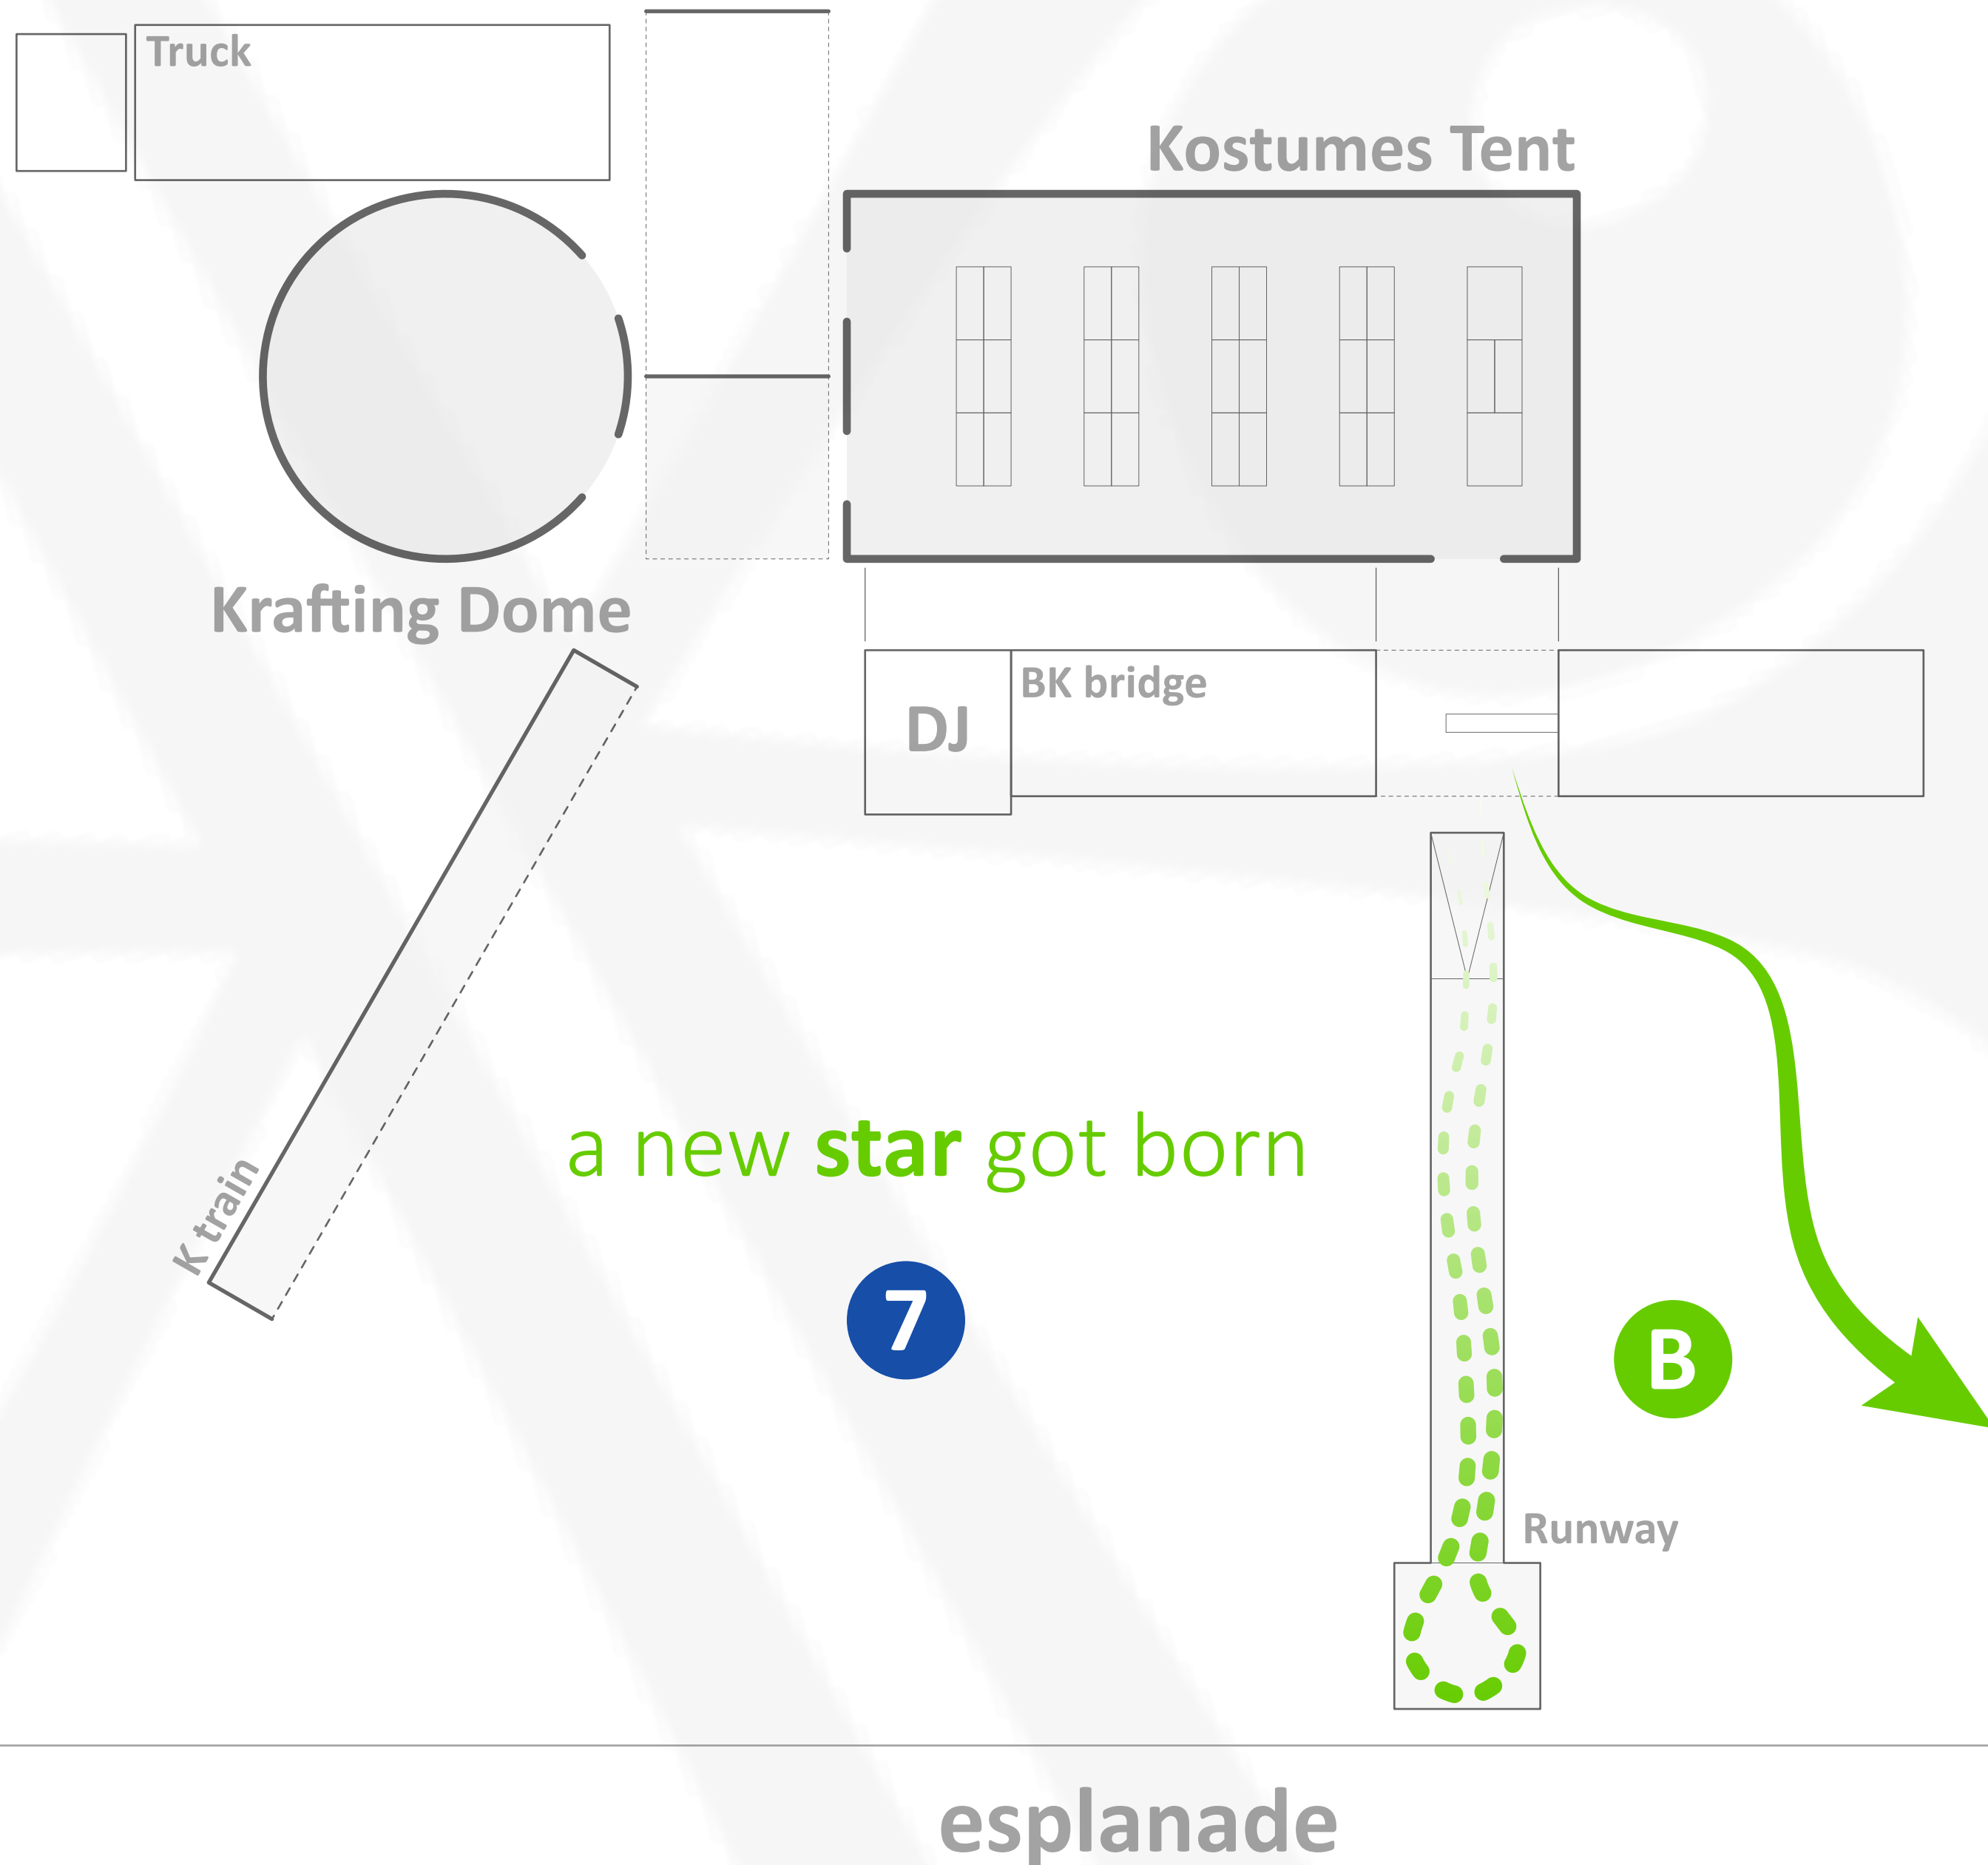 Truck
Kostumes Tent
Krafting Dome
BK bridge
DJ
K train
a new star got born
7
B
Runway
esplanade